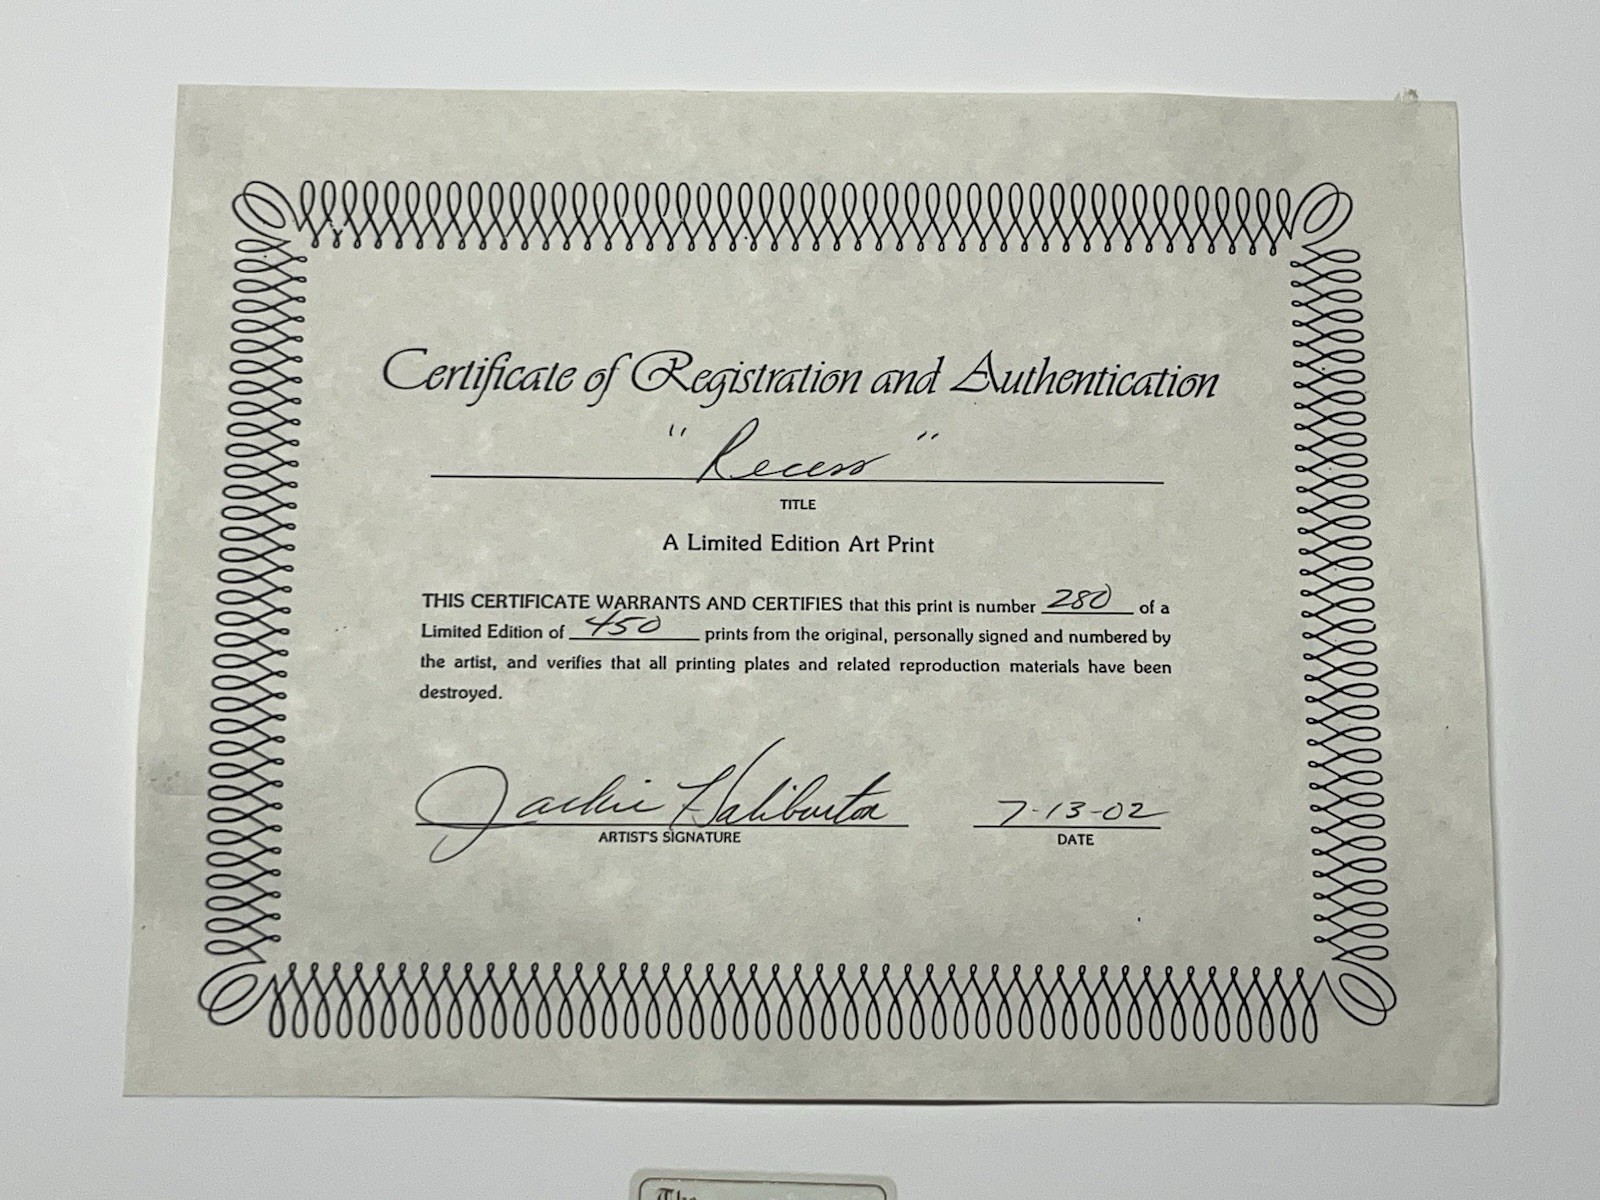 Certificate of Registration and Authentication
"Recess"
TITLE
A Limited Edition Art Print
THIS CERTIFICATE WARRANTS AND CERTIFIES that this print is number 280 of a
Limited Edition of 450 prints from the original, personally signed and numbered by
the artist, and verifies that all printing plates and related reproduction materials have been
destroyed.
Jackie Haliburton 7-13-02
ARTIST'S SIGNATURE DATE
The